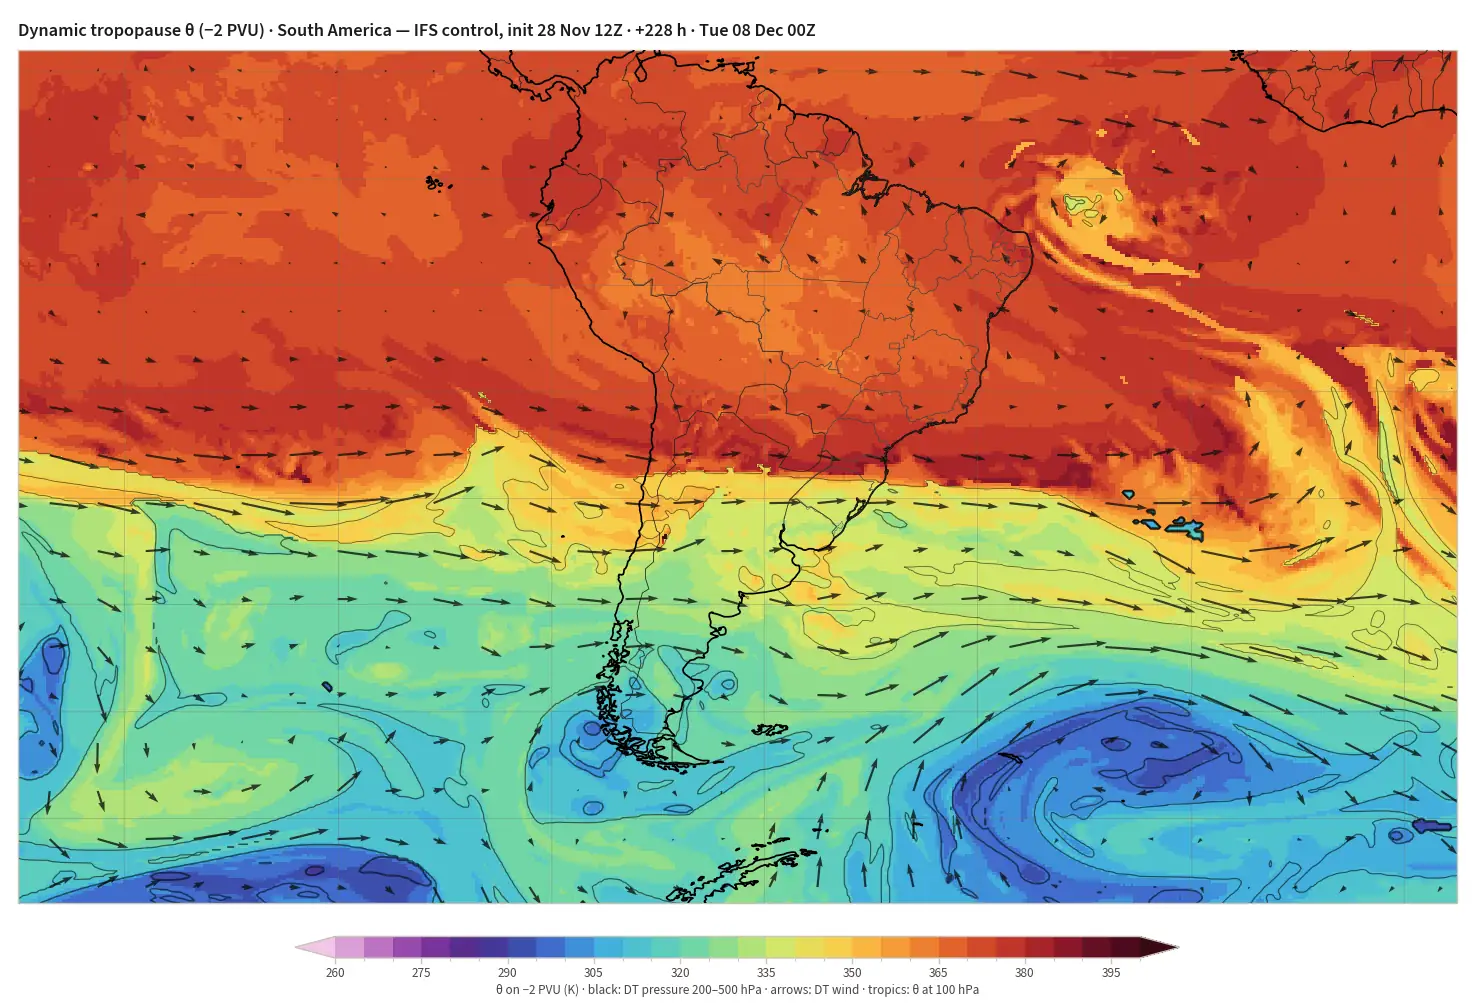 Dynamic tropopause θ (−2 PVU) · South America — IFS control, init 28 Nov 12Z · +228 h · Tue 08 Dec 00Z
260 275 290 305 320 335 350 365 380 395
θ on −2 PVU (K) · black: DT pressure 200–500 hPa · arrows: DT wind · tropics: θ at 100 hPa